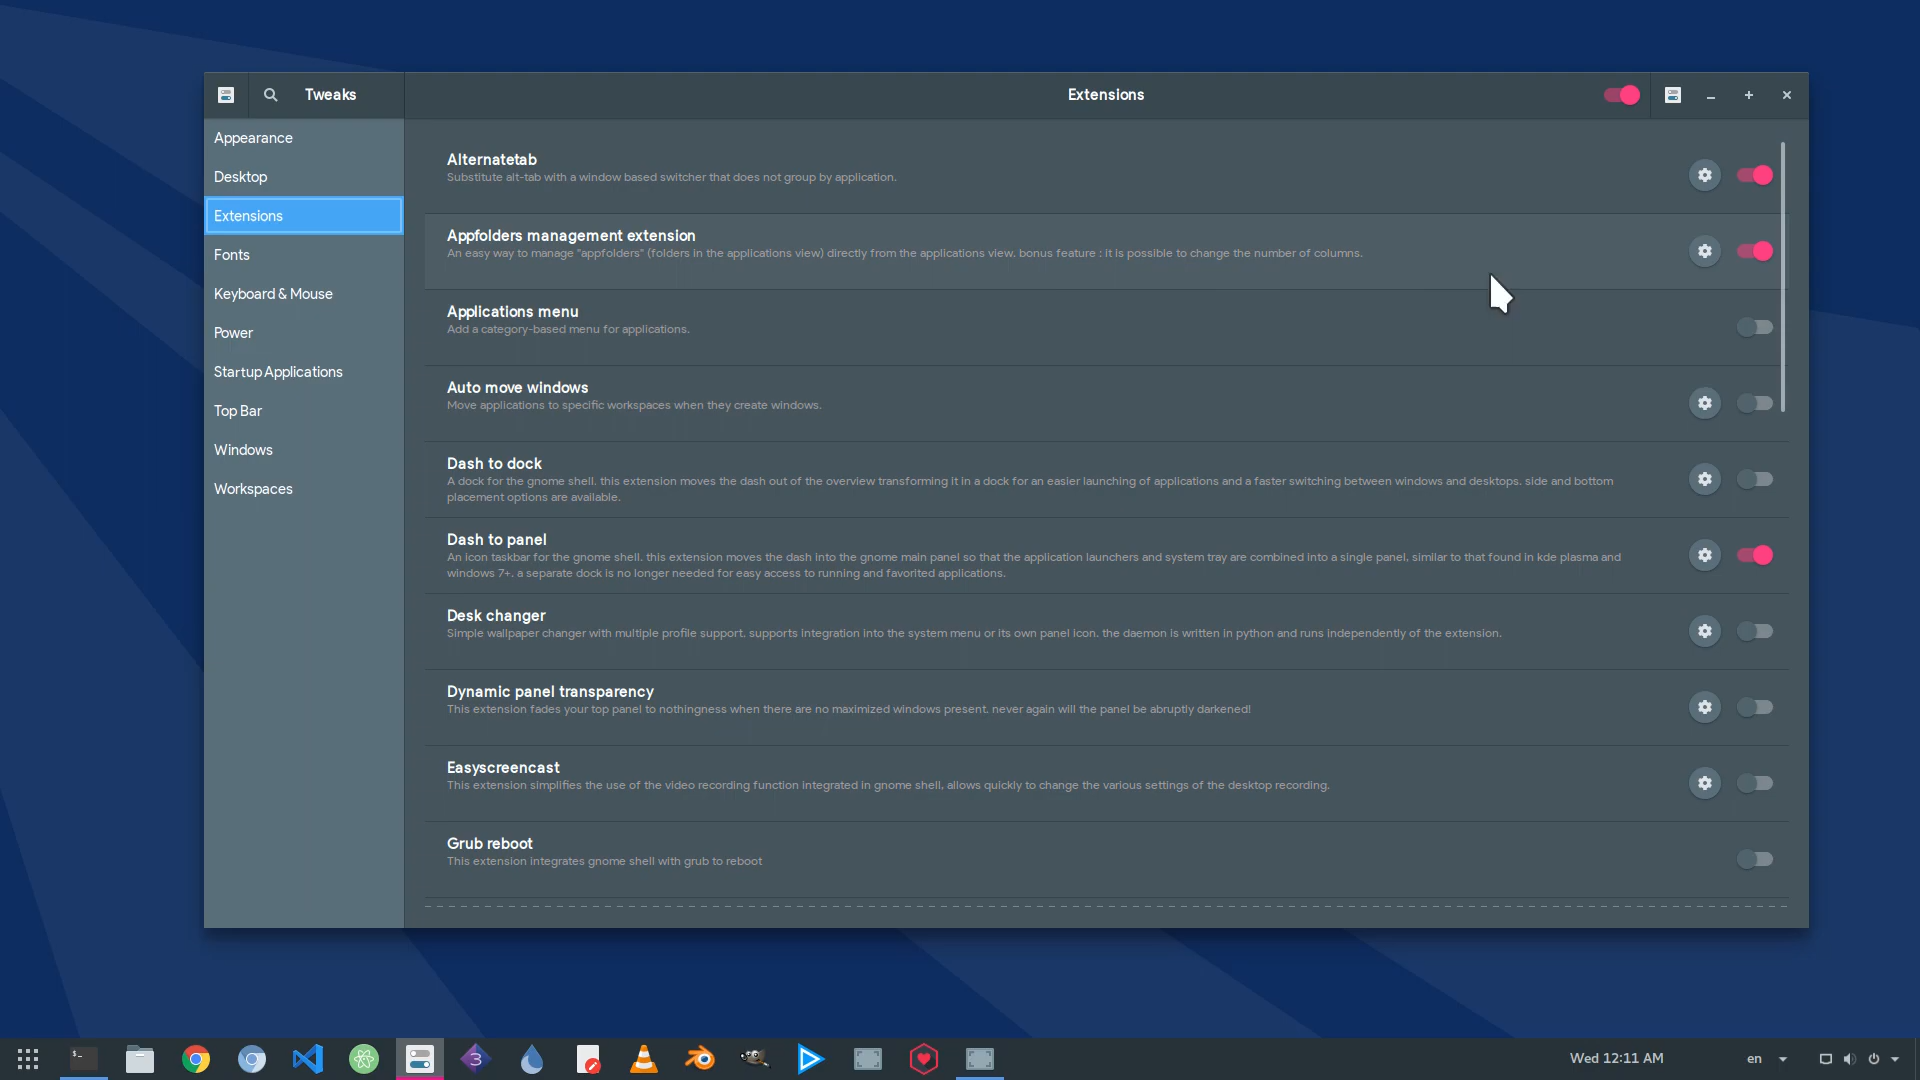 Tweaks
Extensions
Appearance
Desktop
Extensions
Fonts
Keyboard & Mouse
Power
Startup Applications
Top Bar
Windows
Workspaces
Alternatetab
Substitute alt-tab with a window based switcher that does not group by application.
Appfolders management extension
An easy way to manage "appfolders" (folders in the applications view) directly from the applications view. bonus feature : it is possible to change the number of columns.
Applications menu
Add a category-based menu for applications.
Auto move windows
Move applications to specific workspaces when they create windows.
Dash to dock
A dock for the gnome shell. this extension moves the dash out of the overview transforming it in a dock for an easier launching of applications and a faster switching between windows and desktops. side and bottom
placement options are available.
Dash to panel
An icon taskbar for the gnome shell. this extension moves the dash into the gnome main panel so that the application launchers and system tray are combined into a single panel, similar to that found in kde plasma and
windows 7+. a separate dock is no longer needed for easy access to running and favorited applications.
Desk changer
Simple wallpaper changer with multiple profile support. supports integration into the system menu or its own panel icon. the daemon is written in python and runs independently of the extension.
Dynamic panel transparency
This extension fades your top panel to nothingness when there are no maximized windows present. never again will the panel be abruptly darkened!
Easyscreencast
This extension simplifies the use of the video recording function integrated in gnome shell, allows quickly to change the various settings of the desktop recording.
Grub reboot
This extension integrates gnome shell with grub to reboot
$_
3
Wed 12:11 AM
en